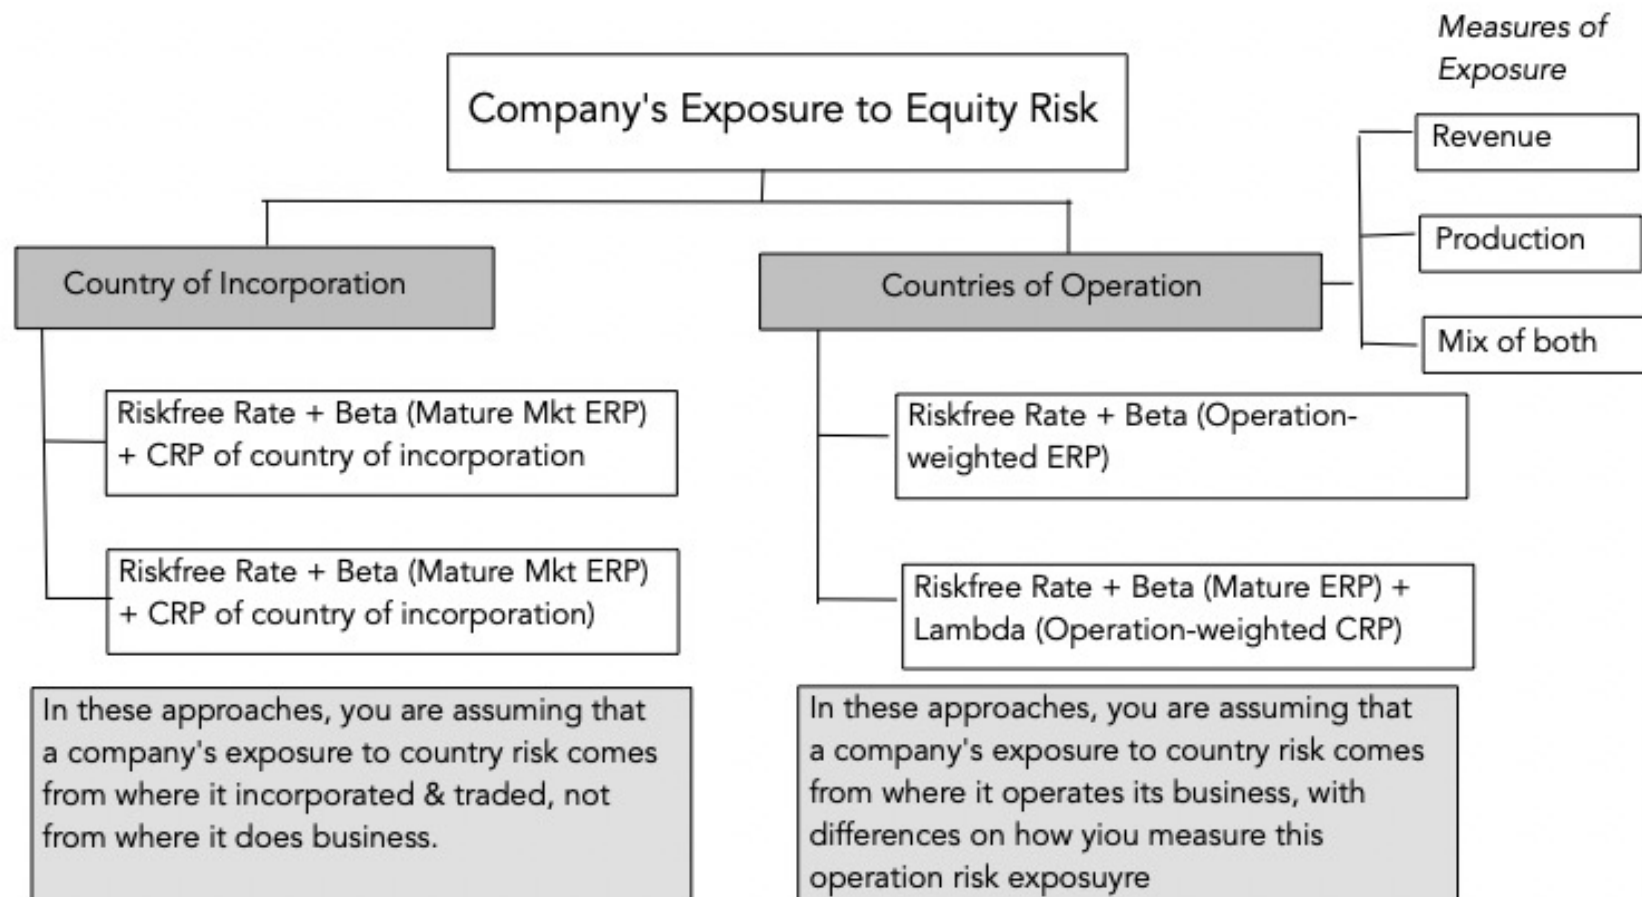 Measures of
Exposure
Company's Exposure to Equity Risk
Revenue
Production
Mix of both
Country of Incorporation
Countries of Operation
Riskfree Rate + Beta (Mature Mkt ERP)
+ CRP of country of incorporation
Riskfree Rate + Beta (Mature Mkt ERP)
+ CRP of country of incorporation)
In these approaches, you are assuming that
a company's exposure to country risk comes
from where it incorporated & traded, not
from where it does business.
Riskfree Rate + Beta (Operation-
weighted ERP)
Riskfree Rate + Beta (Mature ERP) +
Lambda (Operation-weighted CRP)
In these approaches, you are assuming that
a company's exposure to country risk comes
from where it operates its business, with
differences on how yiou measure this
operation risk exposuyre